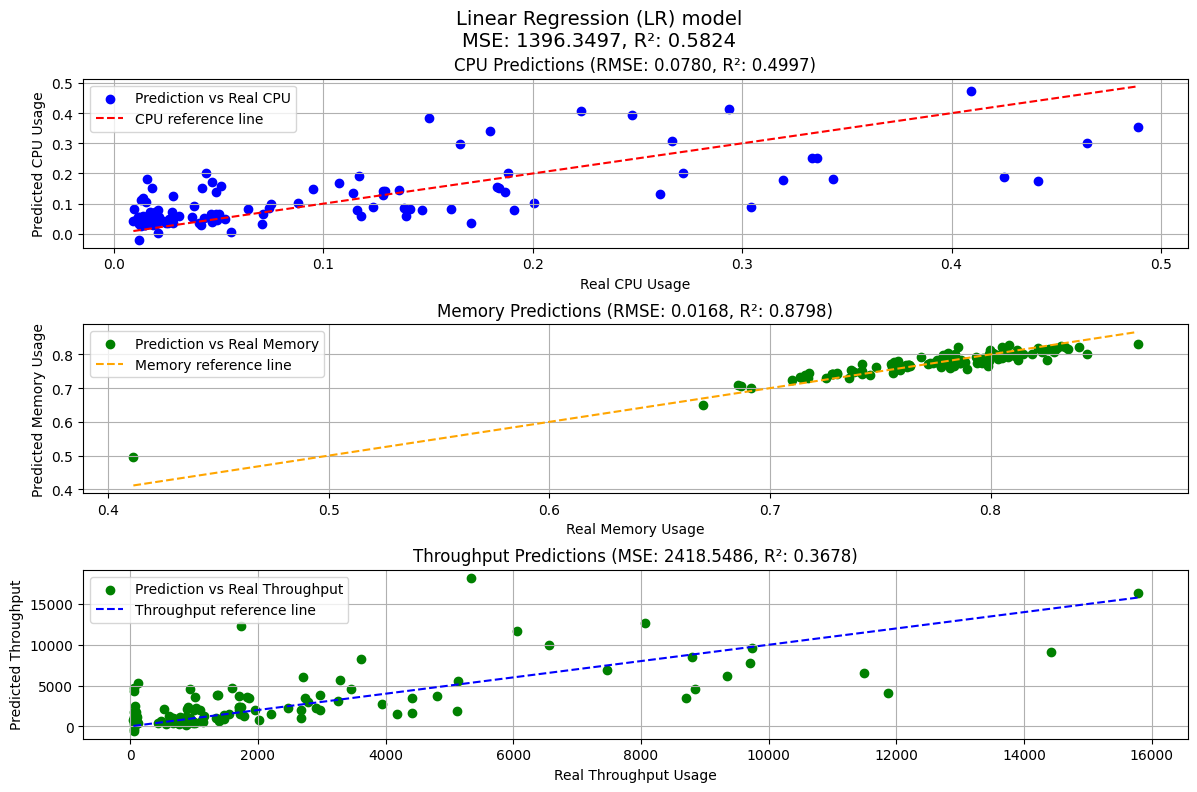 Linear Regression (LR) model
MSE: 1396.3497, R²: 0.5824
CPU Predictions (RMSE: 0.0780, R²: 0.4997)
Predicted CPU Usage
0.5
0.4
0.3
0.2
0.1
0.0
Prediction vs Real CPU
CPU reference line
0.0 0.1 0.2 0.3 0.4 0.5
Real CPU Usage
Memory Predictions (RMSE: 0.0168, R²: 0.8798)
Predicted Memory Usage
0.8
0.7
0.6
0.5
0.4
Prediction vs Real Memory
Memory reference line
0.4 0.5 0.6 0.7 0.8
Real Memory Usage
Throughput Predictions (MSE: 2418.5486, R²: 0.3678)
Predicted Throughput
15000
10000
5000
0
Prediction vs Real Throughput
Throughput reference line
0 2000 4000 6000 8000 10000 12000 14000 16000
Real Throughput Usage